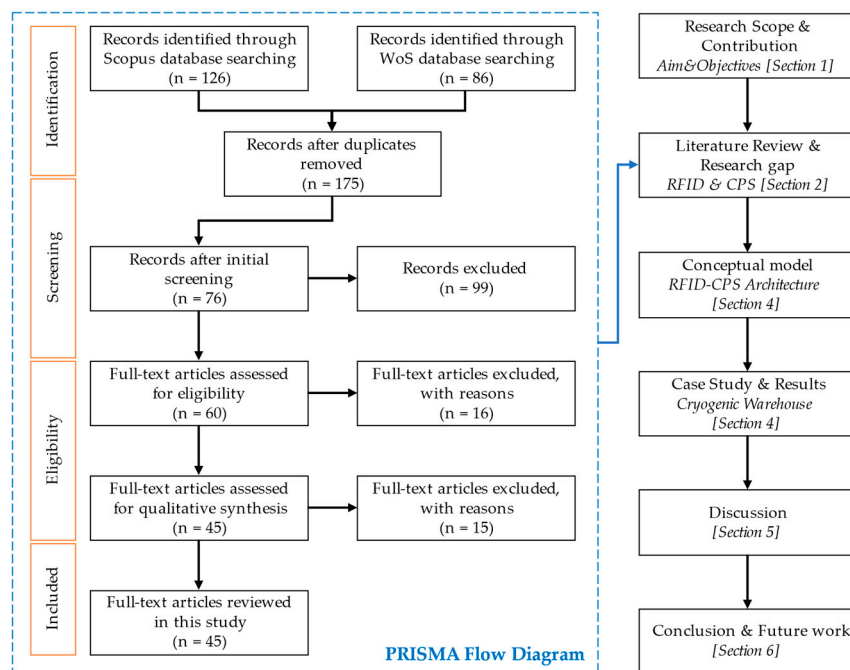 Identification
Records identified through
Scopus database searching
(n = 126)
Records identified through
WoS database searching
(n = 86)
Records after duplicates
removed
(n = 175)
Screening
Records after initial
screening
(n = 76)
Records excluded
(n = 99)
Eligibility
Full-text articles assessed
for eligibility
(n = 60)
Full-text articles excluded,
with reasons
(n = 16)
Full-text articles assessed
for qualitative synthesis
(n = 45)
Full-text articles excluded,
with reasons
(n = 15)
Included
Full-text articles reviewed
in this study
(n = 45)
PRISMA Flow Diagram
Research Scope &
Contribution
Aim&Objectives [Section 1]
Literature Review &
Research gap
RFID & CPS [Section 2]
Conceptual model
RFID-CPS Architecture
[Section 4]
Case Study & Results
Cryogenic Warehouse
[Section 4]
Discussion
[Section 5]
Conclusion & Future work
[Section 6]